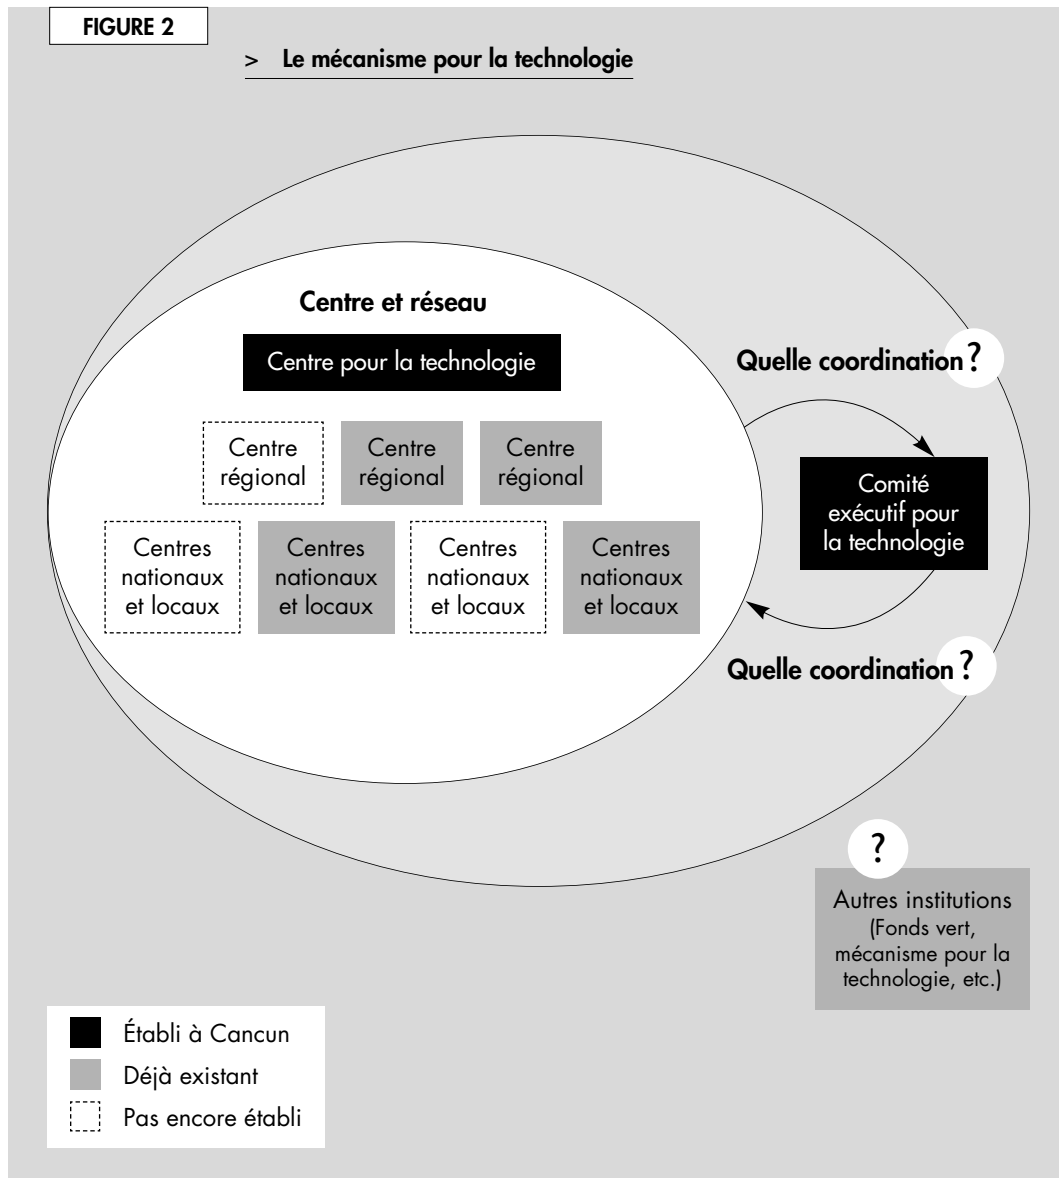 FIGURE 2
> Le mécanisme pour la technologie
Centre et réseau
Centre pour la technologie
Centre
régional
Centre
régional
Centre
régional
Centres
nationaux
et locaux
Centres
nationaux
et locaux
Centres
nationaux
et locaux
Centres
nationaux
et locaux
Quelle coordination ?
Comité
exécutif pour
la technologie
Quelle coordination ?
?
Autres institutions
(Fonds vert,
mécanisme pour la
technologie, etc.)
Établi à Cancun
Déjà existant
Pas encore établi